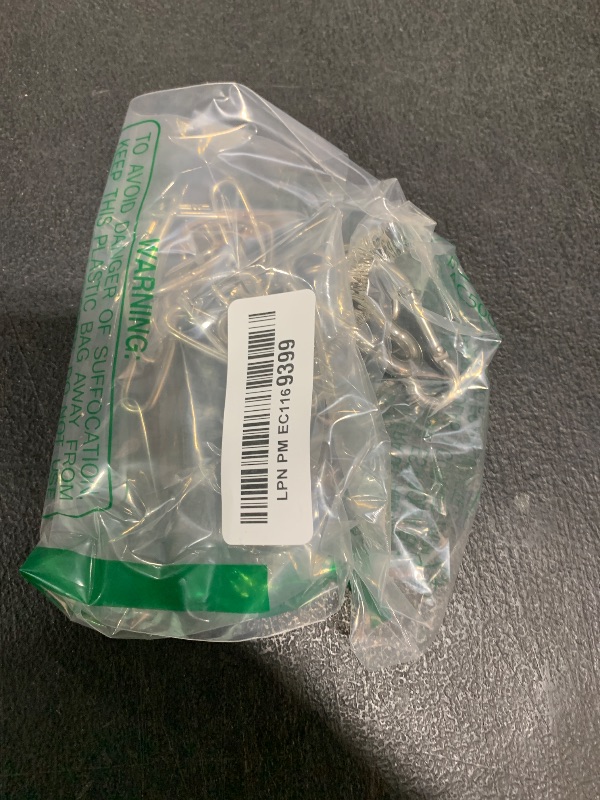 WARNING:
TO AVOID DANGER OF SUFFOCATION
KEEP THIS PLASTIC BAG AWAY FROM
LPN PM EC1169399